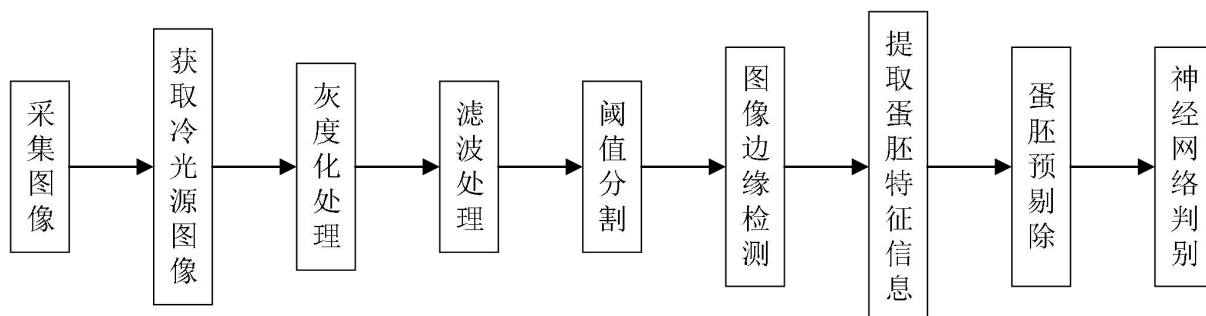 采集图像
获取冷光源图像
灰度化处理
滤波处理
阈值分割
图像边缘检测
提取蛋胚特征信息
蛋胚预剔除
神经网络判别